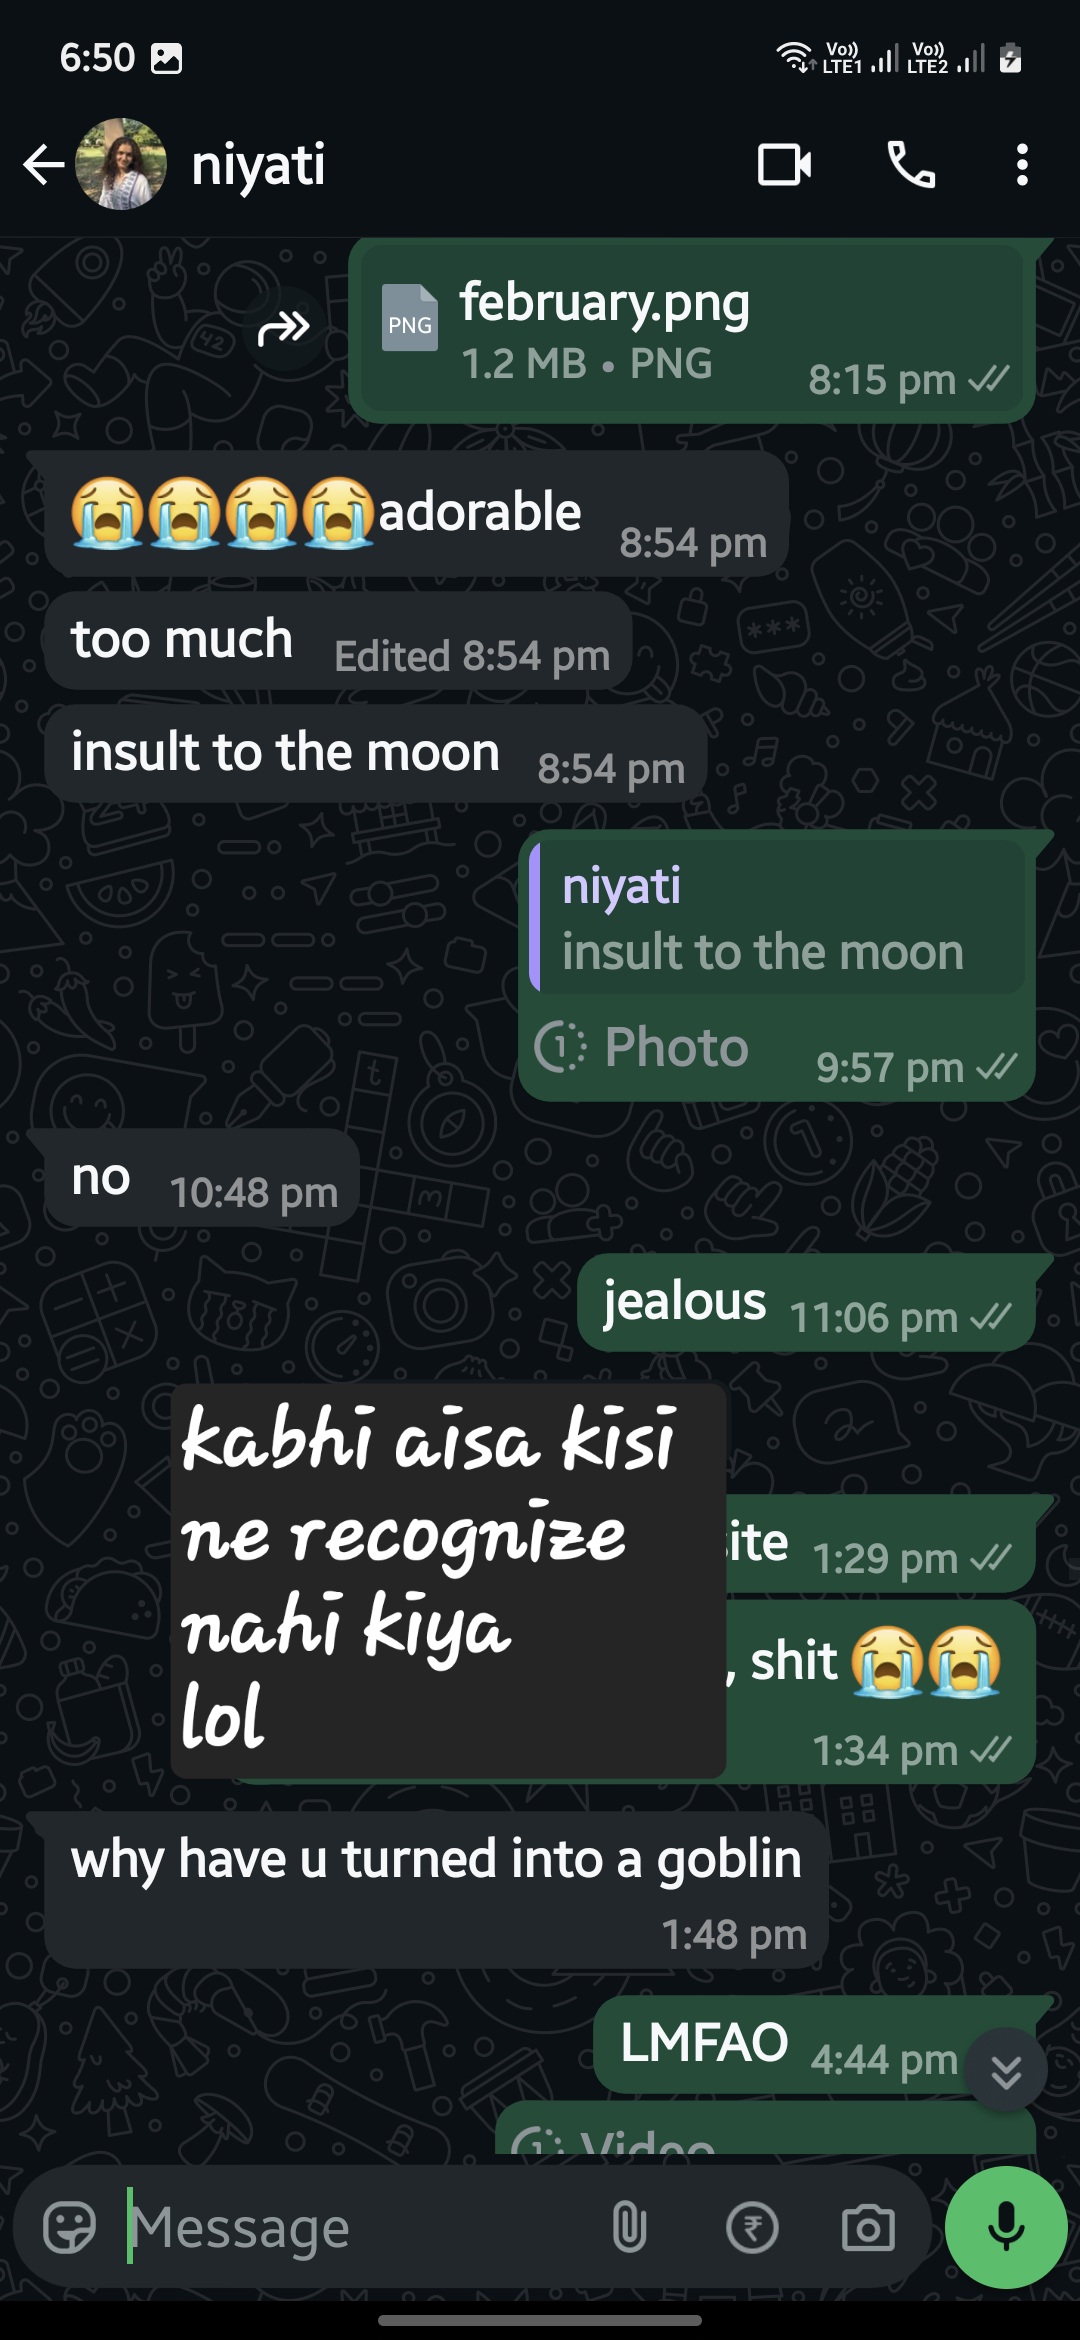 6:50
Vo)) LTE1 Vo)) LTE2
niyati
PNG
february.png
1.2 MB • PNG
8:15 pm
😭😭😭😭adorable
8:54 pm
too much
Edited 8:54 pm
insult to the moon
8:54 pm
niyati
insult to the moon
1 Photo
9:57 pm
no
10:48 pm
jealous
11:06 pm
kabhi aisa kisi
ne recognize
nahi kiya
lol
ite
1:29 pm
, shit 😭😭
1:34 pm
why have u turned into a goblin
1:48 pm
LMFAO
4:44 pm
Video
Message